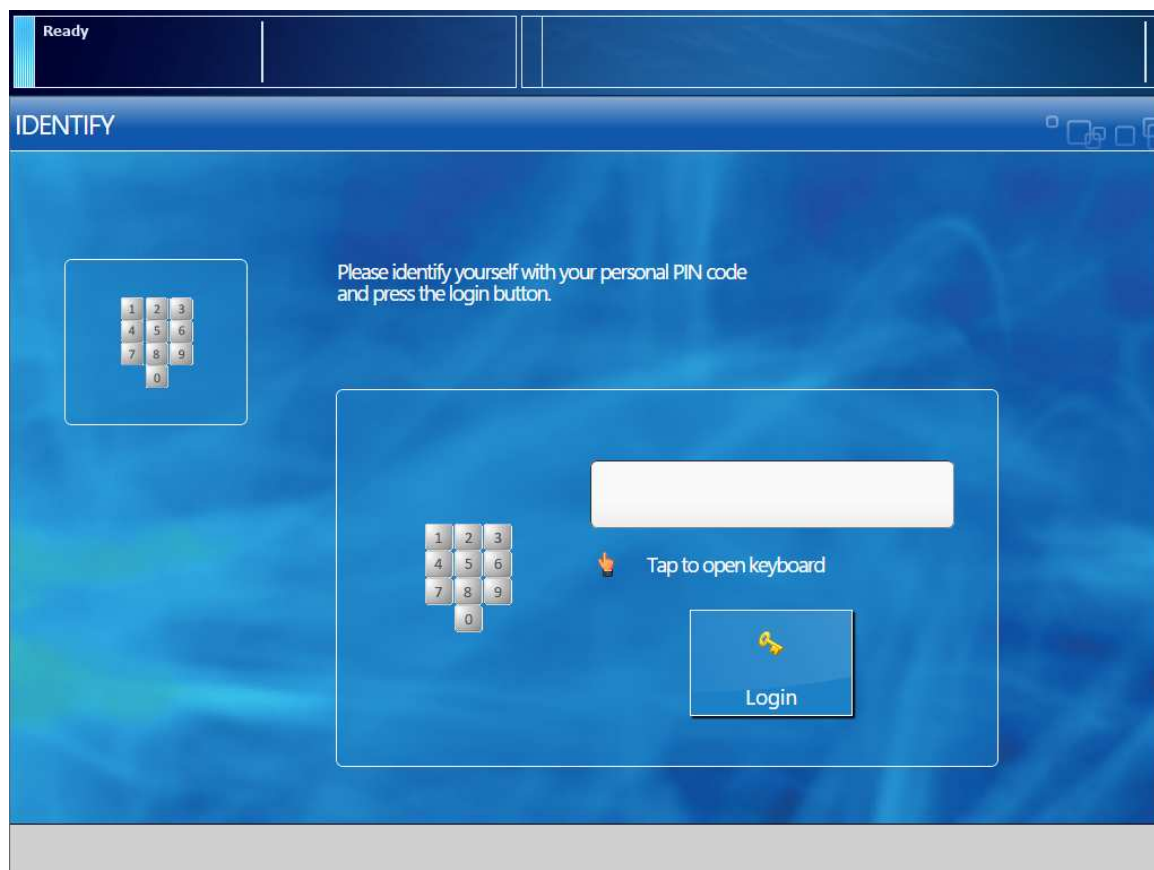 Ready
IDENTIFY
Please identify yourself with your personal PIN code
and press the login button.
1 2 3
4 5 6
7 8 9
0
1 2 3
4 5 6
7 8 9
0
Tap to open keyboard
Login